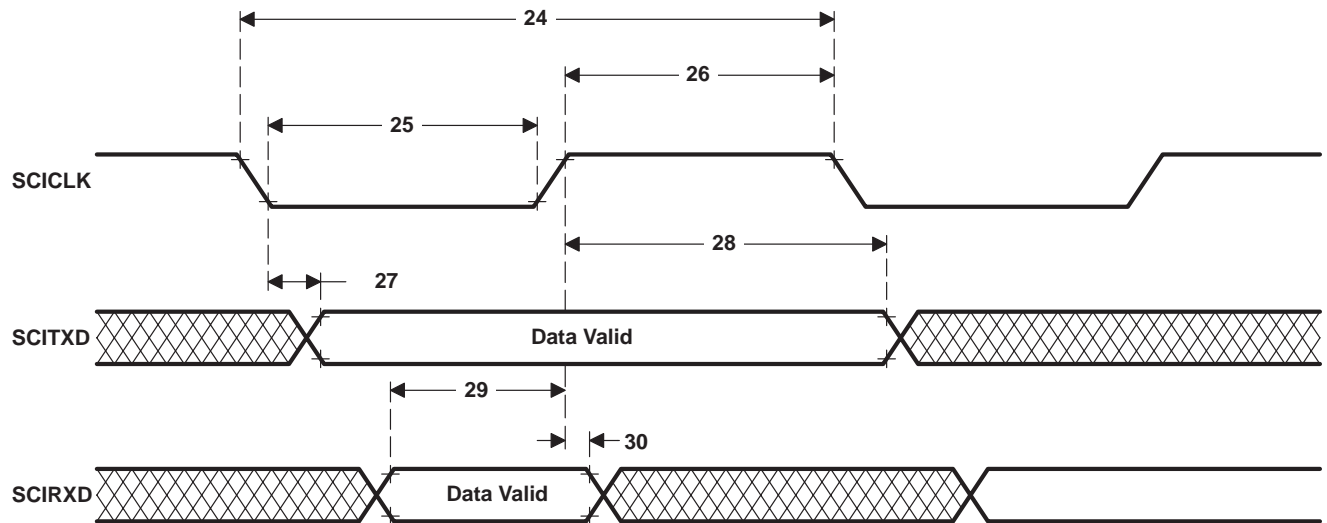 24
26
25
SCICLK
28
27
SCITXD
Data Valid
29
30
SCIRXD
Data Valid